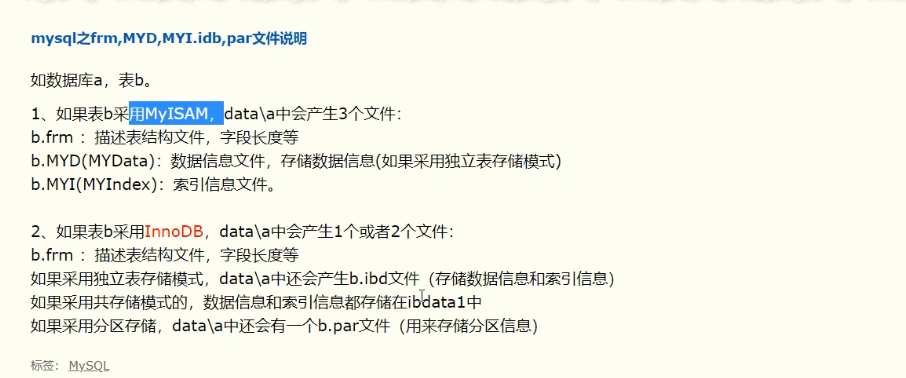 mysql之frm,MYD,MYI.idb,par文件说明
如数据库a，表b。
1、如果表b采用MyISAM，data\a中会产生3个文件：
b.frm ：描述表结构文件，字段长度等
b.MYD(MYData)：数据信息文件，存储数据信息(如果采用独立表存储模式)
b.MYI(MYIndex)：索引信息文件。
2、如果表b采用InnoDB，data\a中会产生1个或者2个文件：
b.frm ：描述表结构文件，字段长度等
如果采用独立表存储模式，data\a中还会产生b.ibd文件（存储数据信息和索引信息）
如果采用共存储模式的，数据信息和索引信息都存储在ibdata1中
如果采用分区存储，data\a中还会有一个b.par文件（用来存储分区信息）
标签： MySQL